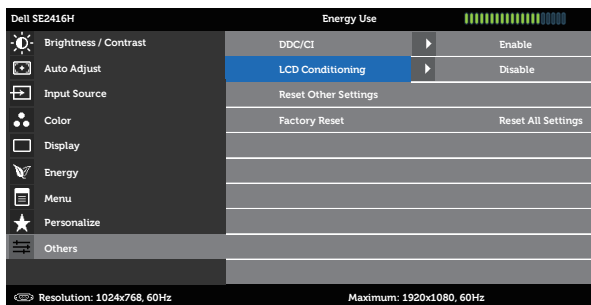 Dell SE2416H Energy Use
Brightness / Contrast
Auto Adjust
Input Source
Color
Display
Energy
Menu
Personalize
Others
DDC/CI Enable
LCD Conditioning Disable
Reset Other Settings
Factory Reset Reset All Settings
Resolution: 1024x768, 60Hz Maximum: 1920x1080, 60Hz